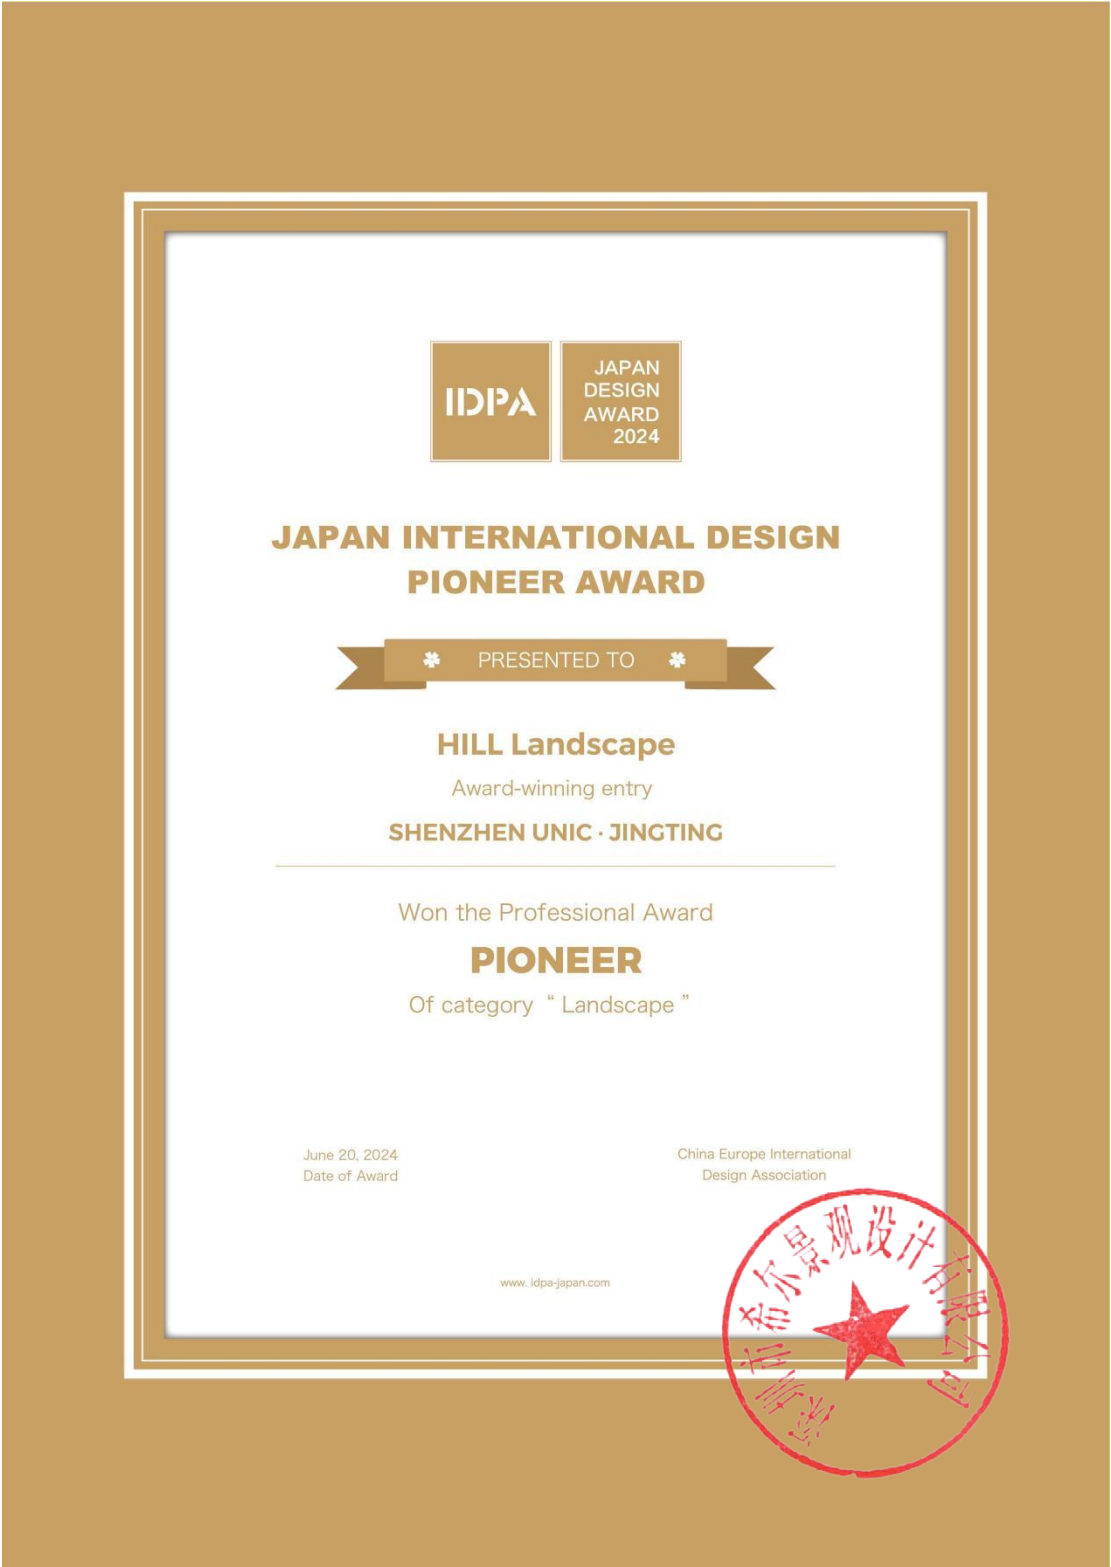 IDPA
JAPAN
DESIGN
AWARD
2024
JAPAN INTERNATIONAL DESIGN
PIONEER AWARD
PRESENTED TO
HILL Landscape
Award-winning entry
SHENZHEN UNIC · JINGTING
Won the Professional Award
PIONEER
Of category “ Landscape ”
June 20, 2024
Date of Award
China Europe International
Design Association
www. idpa-japan.com
深圳市希尔景观设计有限公司